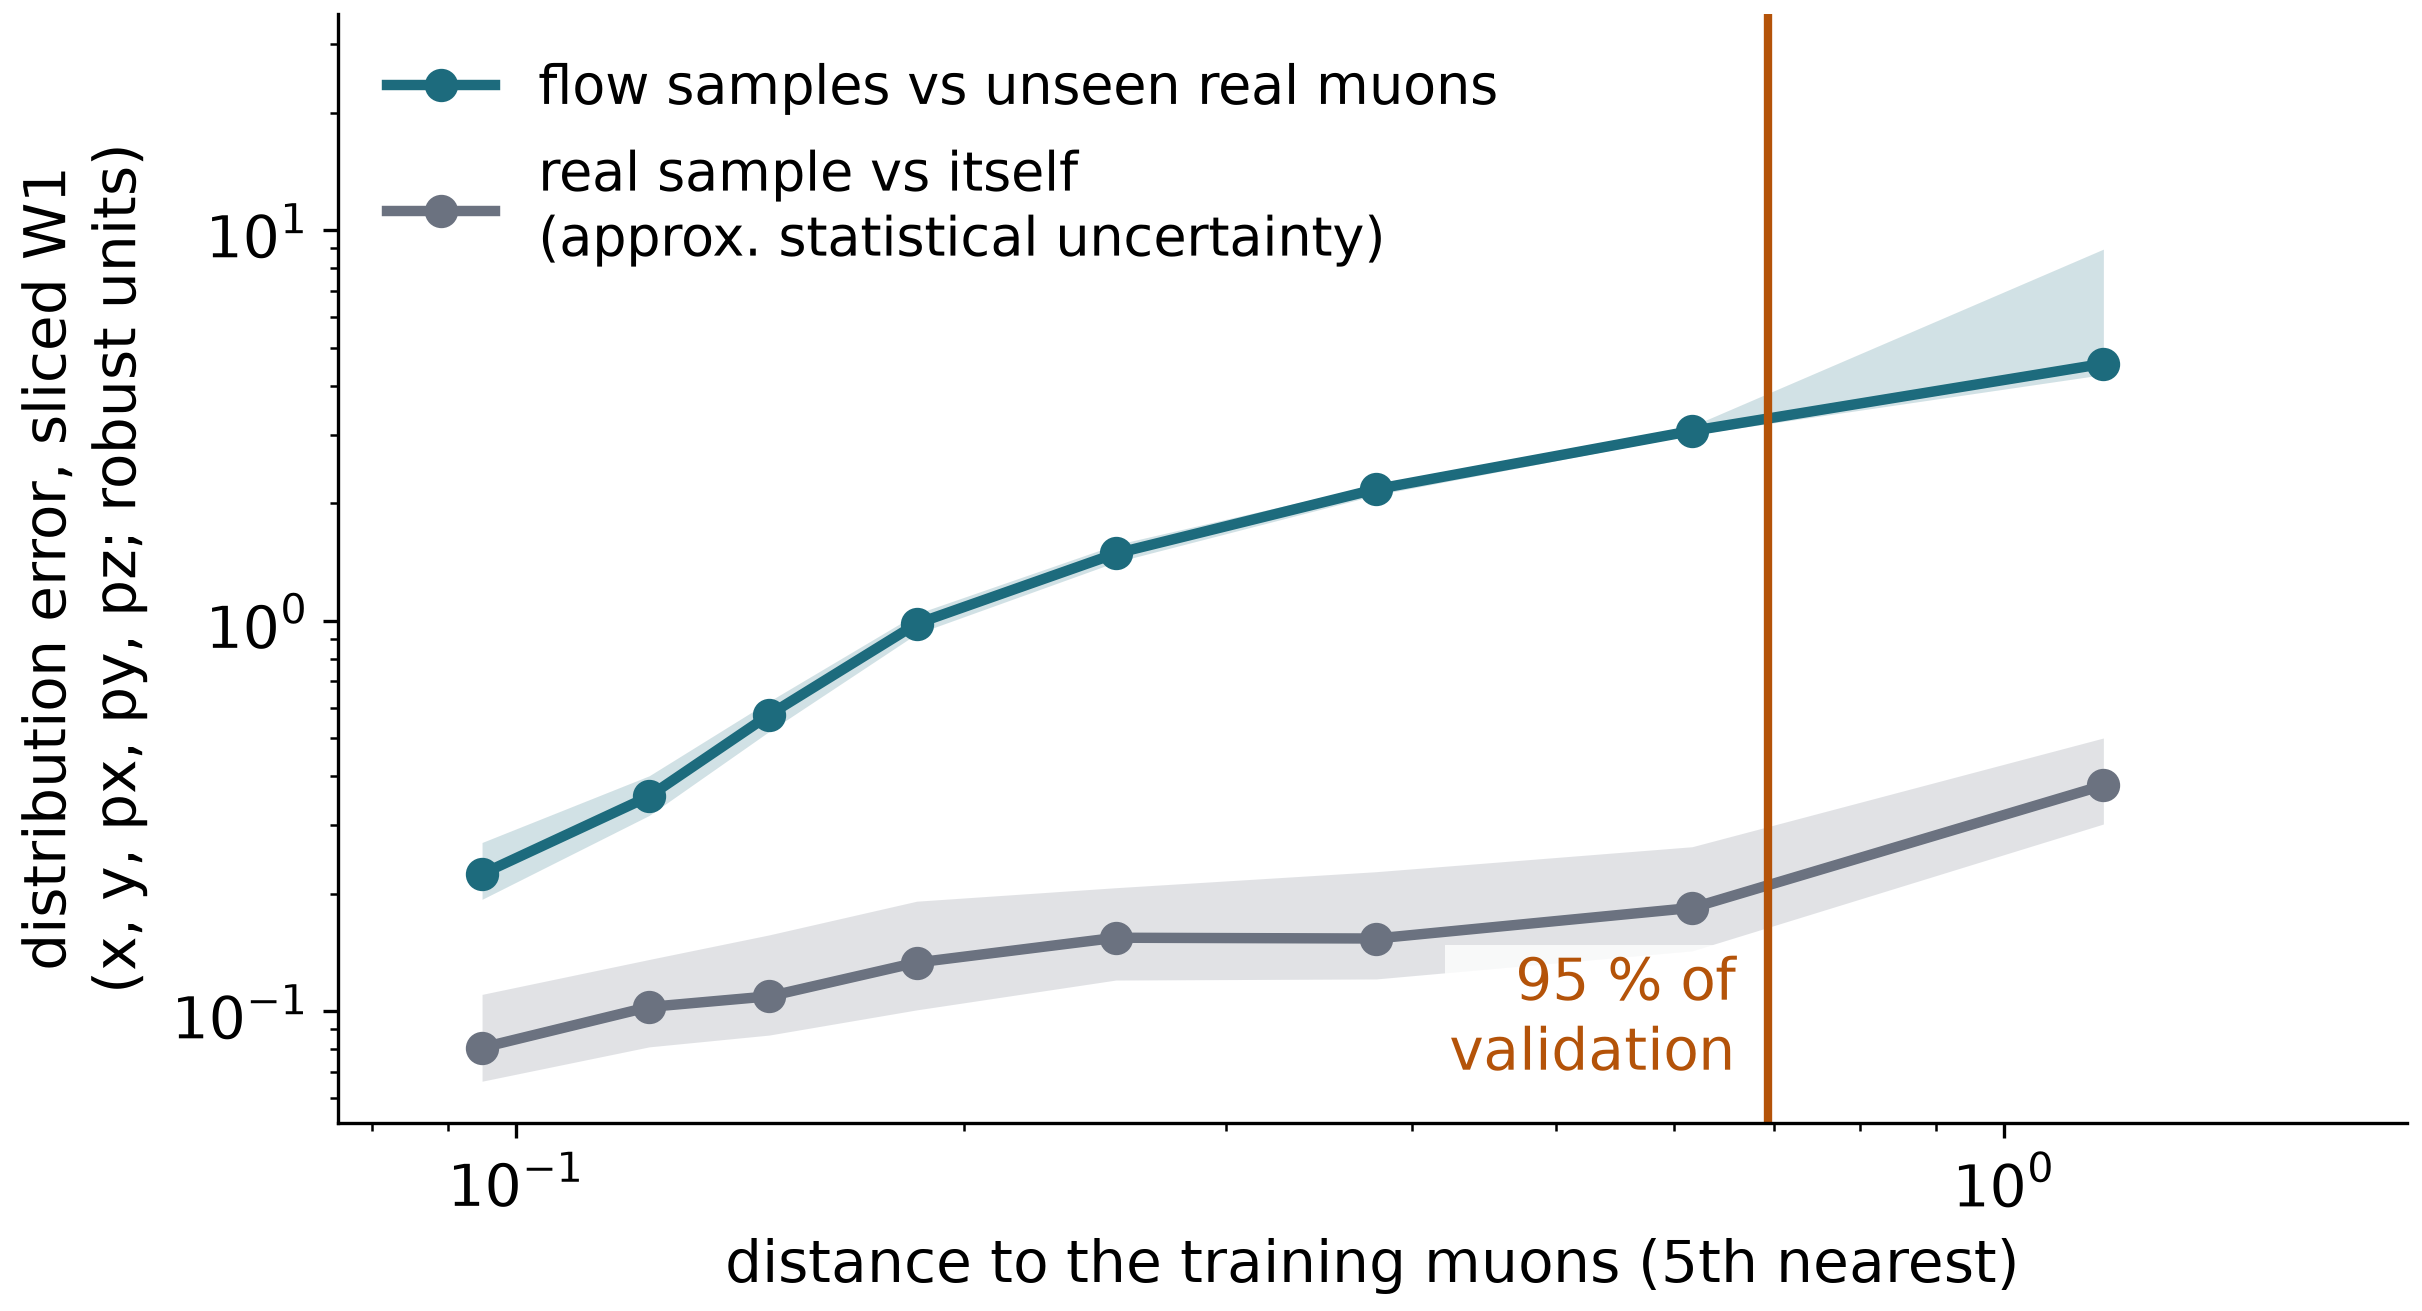 flow samples vs unseen real muons
real sample vs itself
(approx. statistical uncertainty)
distribution error, sliced W1
(x, y, px, py, pz; robust units)
10¹
10⁰
10⁻¹
95 % of
validation
10⁻¹
10⁰
distance to the training muons (5th nearest)